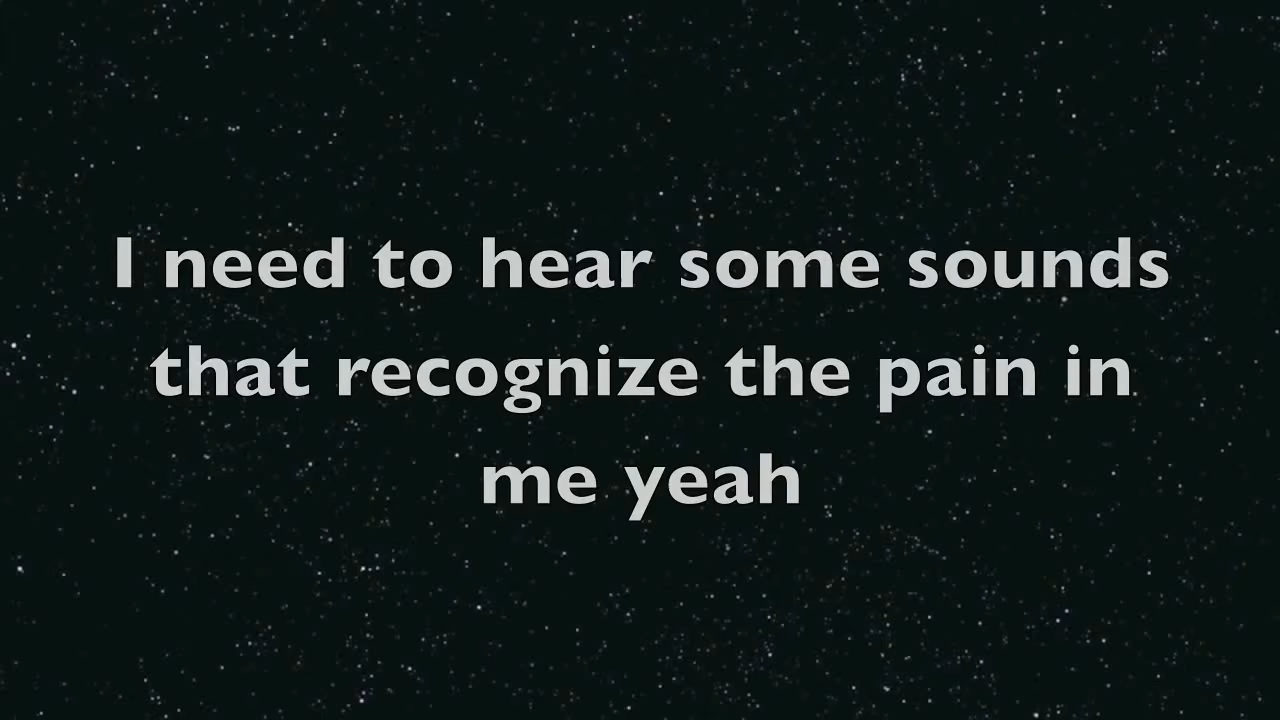 I need to hear some sounds
that recognize the pain in
me yeah